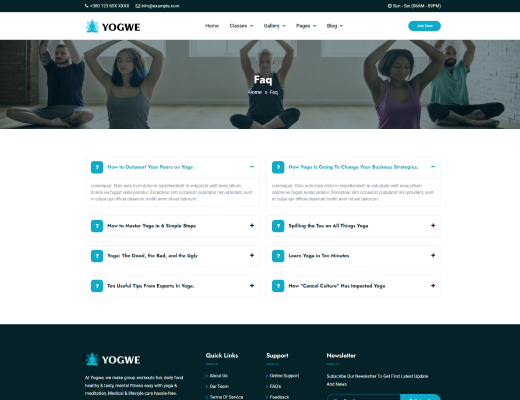 +380 723 65X XXXX info@example.com Sun - Sat (06AM - 09PM)
YOGWE Home Classes Gallery Pages Blog Join Now
Faq
Home » Faq
? How to Outsmart Your Peers on Yoga −
consequat. Duis aute irure dolor in reprehenderit in voluptate velit esse cillum
dolore eu fugiat nulla pariatur. Excepteur sint occaecat cupidatat non proident, sunt
in culpa qui officia deserunt mollit anim id est laborum.
? How to Master Yoga in 6 Simple Steps +
? Yoga: The Good, the Bad, and the Ugly +
? Ten Useful Tips From Experts In Yoga. +
? How Yoga Is Going To Change Your Business Strategies. −
consequat. Duis aute irure dolor in reprehenderit in voluptate velit esse cillum
dolore eu fugiat nulla pariatur. Excepteur sint occaecat cupidatat non proident, sunt
in culpa qui officia deserunt mollit anim id est laborum.
? Spilling the Tea on All Things Yoga +
? Learn Yoga in Ten Minutes +
? How "Cancel Culture" Has Impacted Yoga +
YOGWE
At Yogwe, we make group workouts fun, daily food
healthy & tasty, mental fitness easy with yoga &
meditation, Medical & lifestyle care hassle-free.
Quick Links
About Us
Our Team
Terms Of Service
Support
Online Support
FAQ's
Feedback
Newsletter
Subscribe Our Newsletter To Get First Latest Update
And News